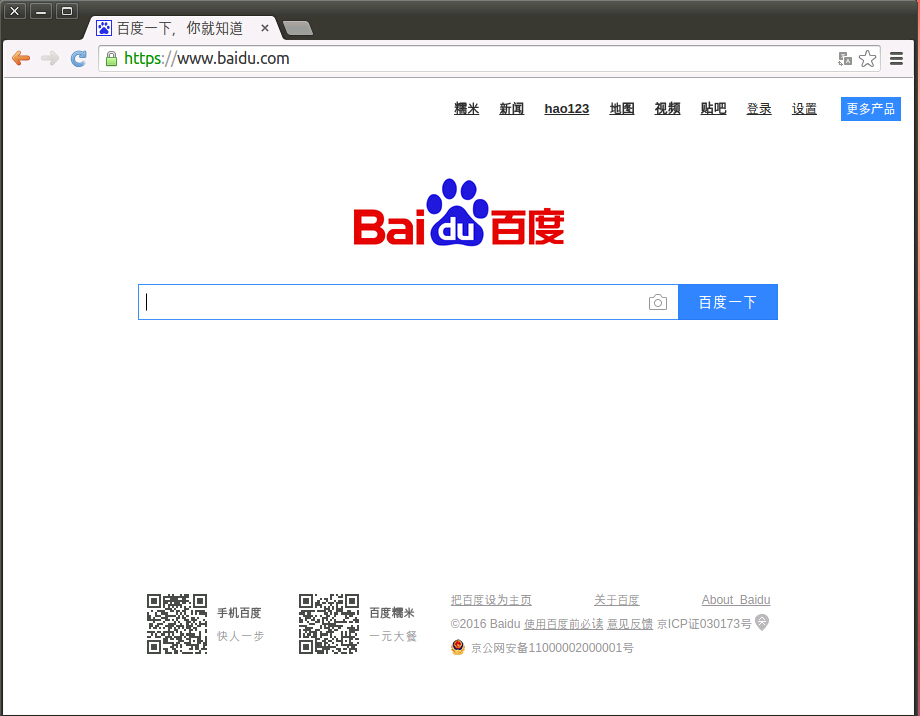 百度一下，你就知道
https://www.baidu.com
糯米 新闻 hao123 地图 视频 贴吧 登录 设置 更多产品
Bai du 百度
百度一下
手机百度
快人一步
百度糯米
一元大餐
把百度设为主页 关于百度 About Baidu
©2016 Baidu 使用百度前必读 意见反馈 京ICP证030173号
京公网安备11000002000001号